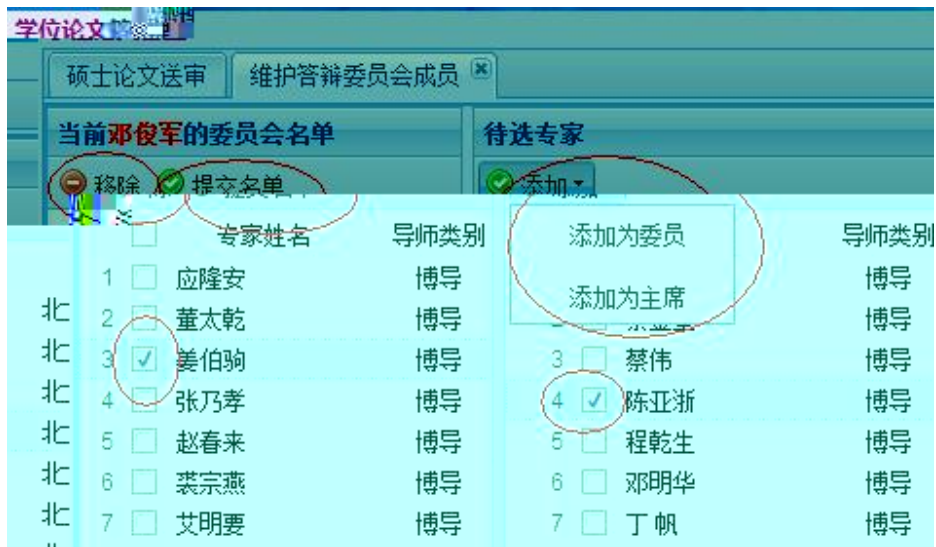 学位论文
硕士论文送审 维护答辩委员会成员
当前邓俊军的委员会名单 待选专家
移除 提交名单 添加
专家姓名 导师类别 添加为委员 导师类别
1 应隆安 博导 博导
添加为主席
北 2 董太乾 博导 博导
北 3 姜伯驹 博导 3 蔡伟 博导
北 4 张乃孝 博导 4 陈亚浙 博导
北 5 赵春来 博导 5 程乾生 博导
北 6 裘宗燕 博导 6 邓明华 博导
北 7 艾明要 博导 7 丁帆 博导